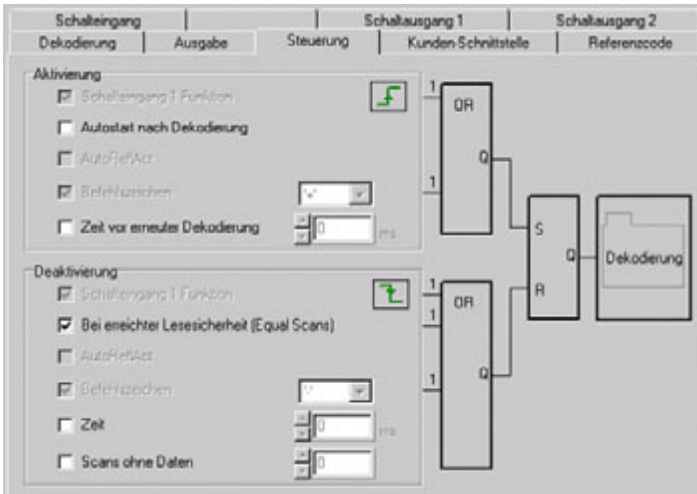 Schalteingang Schaltausgang 1 Schaltausgang 2
Dekodierung Ausgabe Steuerung Kunden-Schnittstelle Referenzcode
Aktivierung
Schalteingang 1 Funktion
Autostart nach Dekodierung
AutoReflAct
Befehlszeichen '+'
Zeit vor erneuter Dekodierung 0 ms
1 OR
1 Q
Deaktivierung
Schalteingang 1 Funktion
Bei erreichter Lesesicherheit (Equal Scans)
AutoReflAct
Befehlszeichen '-'
Zeit 0 ms
Scans ohne Daten 0
1 OR
1
1 Q
S
Q
R
Dekodierung